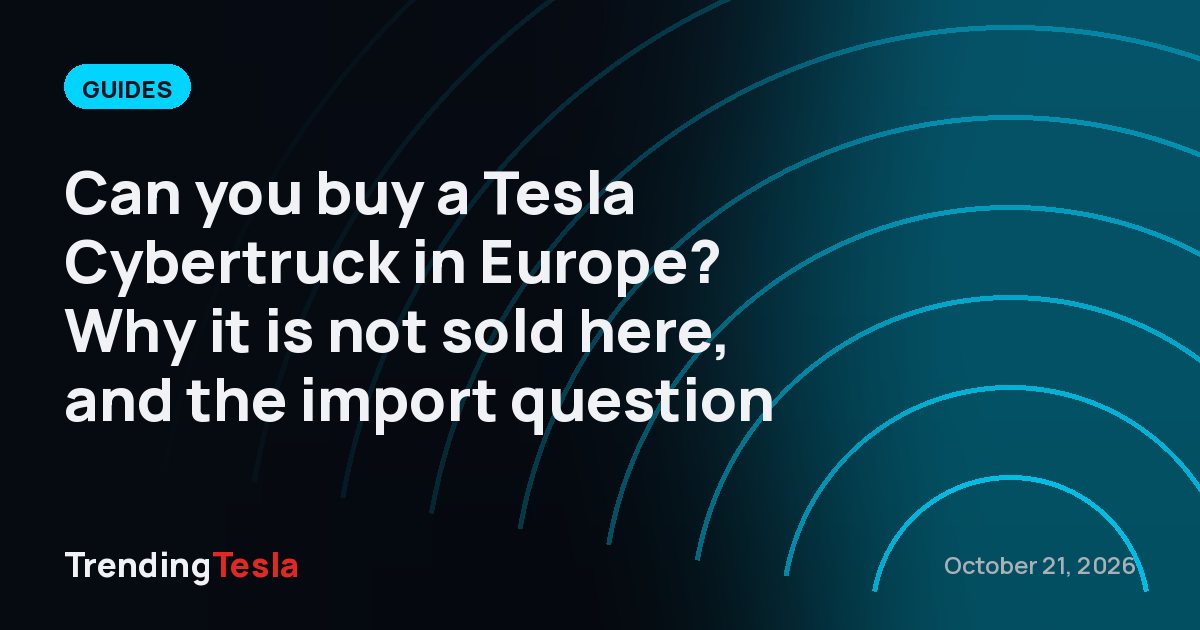 GUIDES
Can you buy a Tesla
Cybertruck in Europe?
Why it is not sold here,
and the import question
TrendingTesla
October 21, 2026